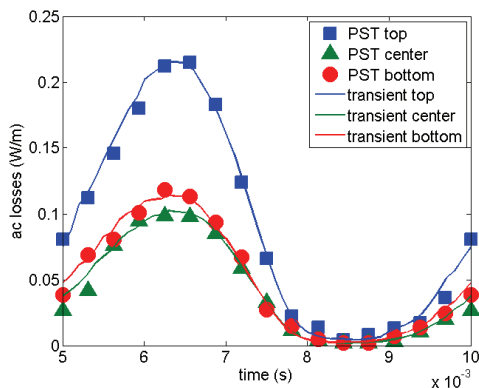 0.25
0.2
0.15
0.1
0.05
0
ac losses (W/m)
PST top
PST center
PST bottom
transient top
transient center
transient bottom
5 6 7 8 9 10
time (s)
x 10⁻³